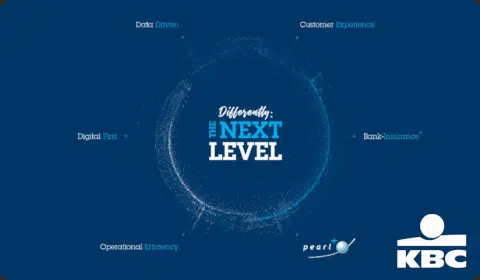 Data Driven
Customer Experience
Differently:
THE NEXT
LEVEL
Digital First
Bank-Insurance+
Operational Efficiency
pearl+
KBC